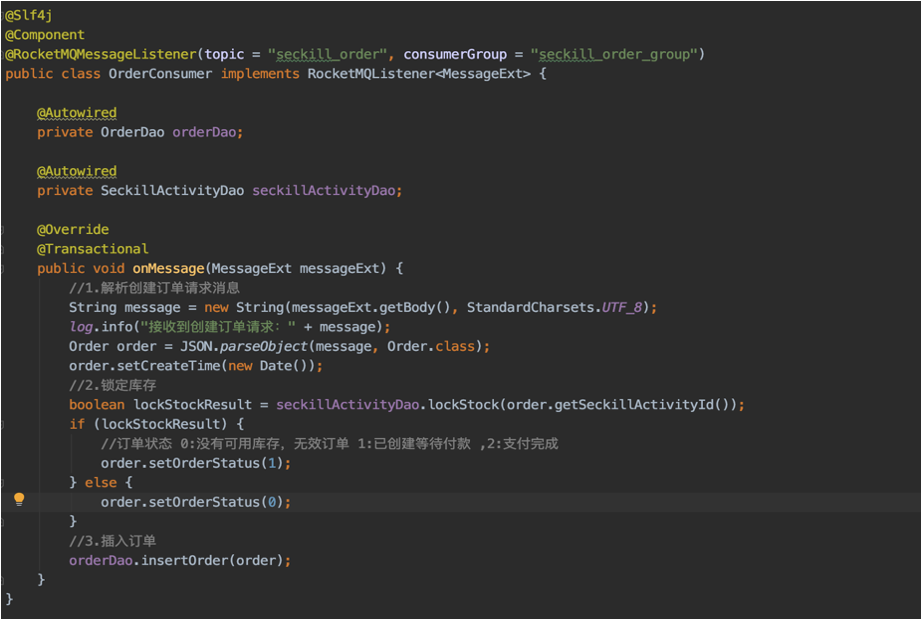 @Slf4j
@Component
@RocketMQMessageListener(topic = "seckill_order", consumerGroup = "seckill_order_group")
public class OrderConsumer implements RocketMQListener<MessageExt> {
@Autowired
private OrderDao orderDao;
@Autowired
private SeckillActivityDao seckillActivityDao;
@Override
@Transactional
public void onMessage(MessageExt messageExt) {
//1.解析创建订单请求消息
String message = new String(messageExt.getBody(), StandardCharsets.UTF_8);
log.info("接收到创建订单请求：" + message);
Order order = JSON.parseObject(message, Order.class);
order.setCreateTime(new Date());
//2.锁定库存
boolean lockStockResult = seckillActivityDao.lockStock(order.getSeckillActivityId());
if (lockStockResult) {
//订单状态 0:没有可用库存，无效订单 1:已创建等待付款 ,2:支付完成
order.setOrderStatus(1);
} else {
order.setOrderStatus(0);
}
//3.插入订单
orderDao.insertOrder(order);
}
}